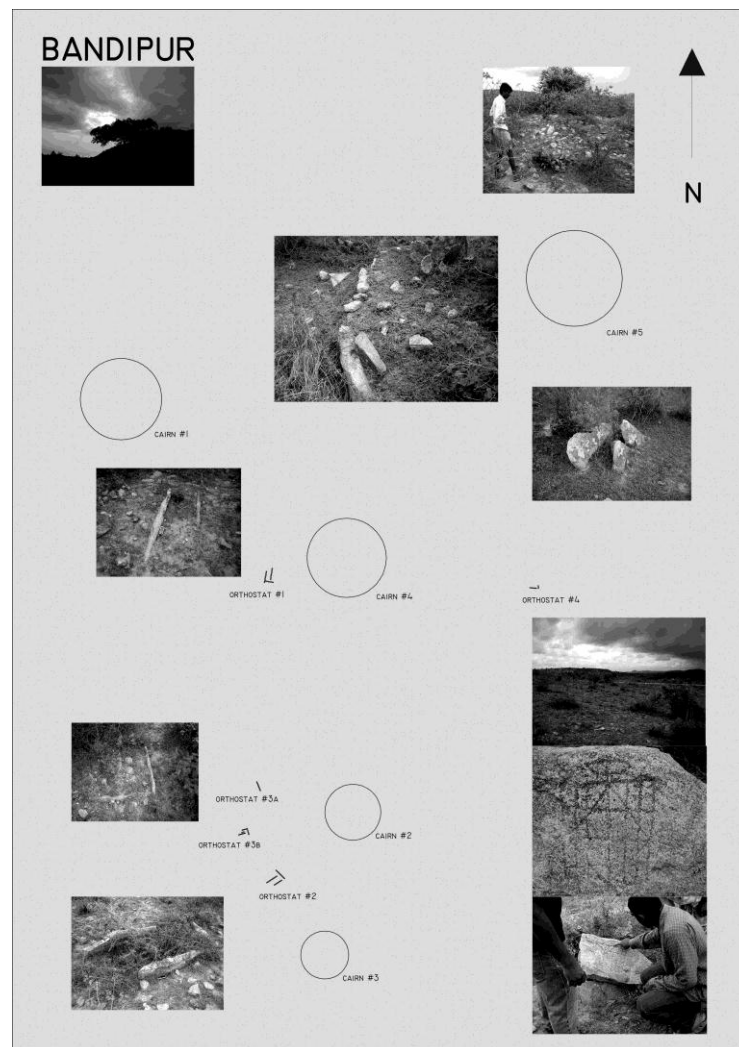 BANDIPUR
N
CAIRN #5
CAIRN #1
ORTHOSTAT #1
CAIRN #4
ORTHOSTAT #4
ORTHOSTAT #3A
CAIRN #2
ORTHOSTAT #3B
ORTHOSTAT #2
CAIRN #3